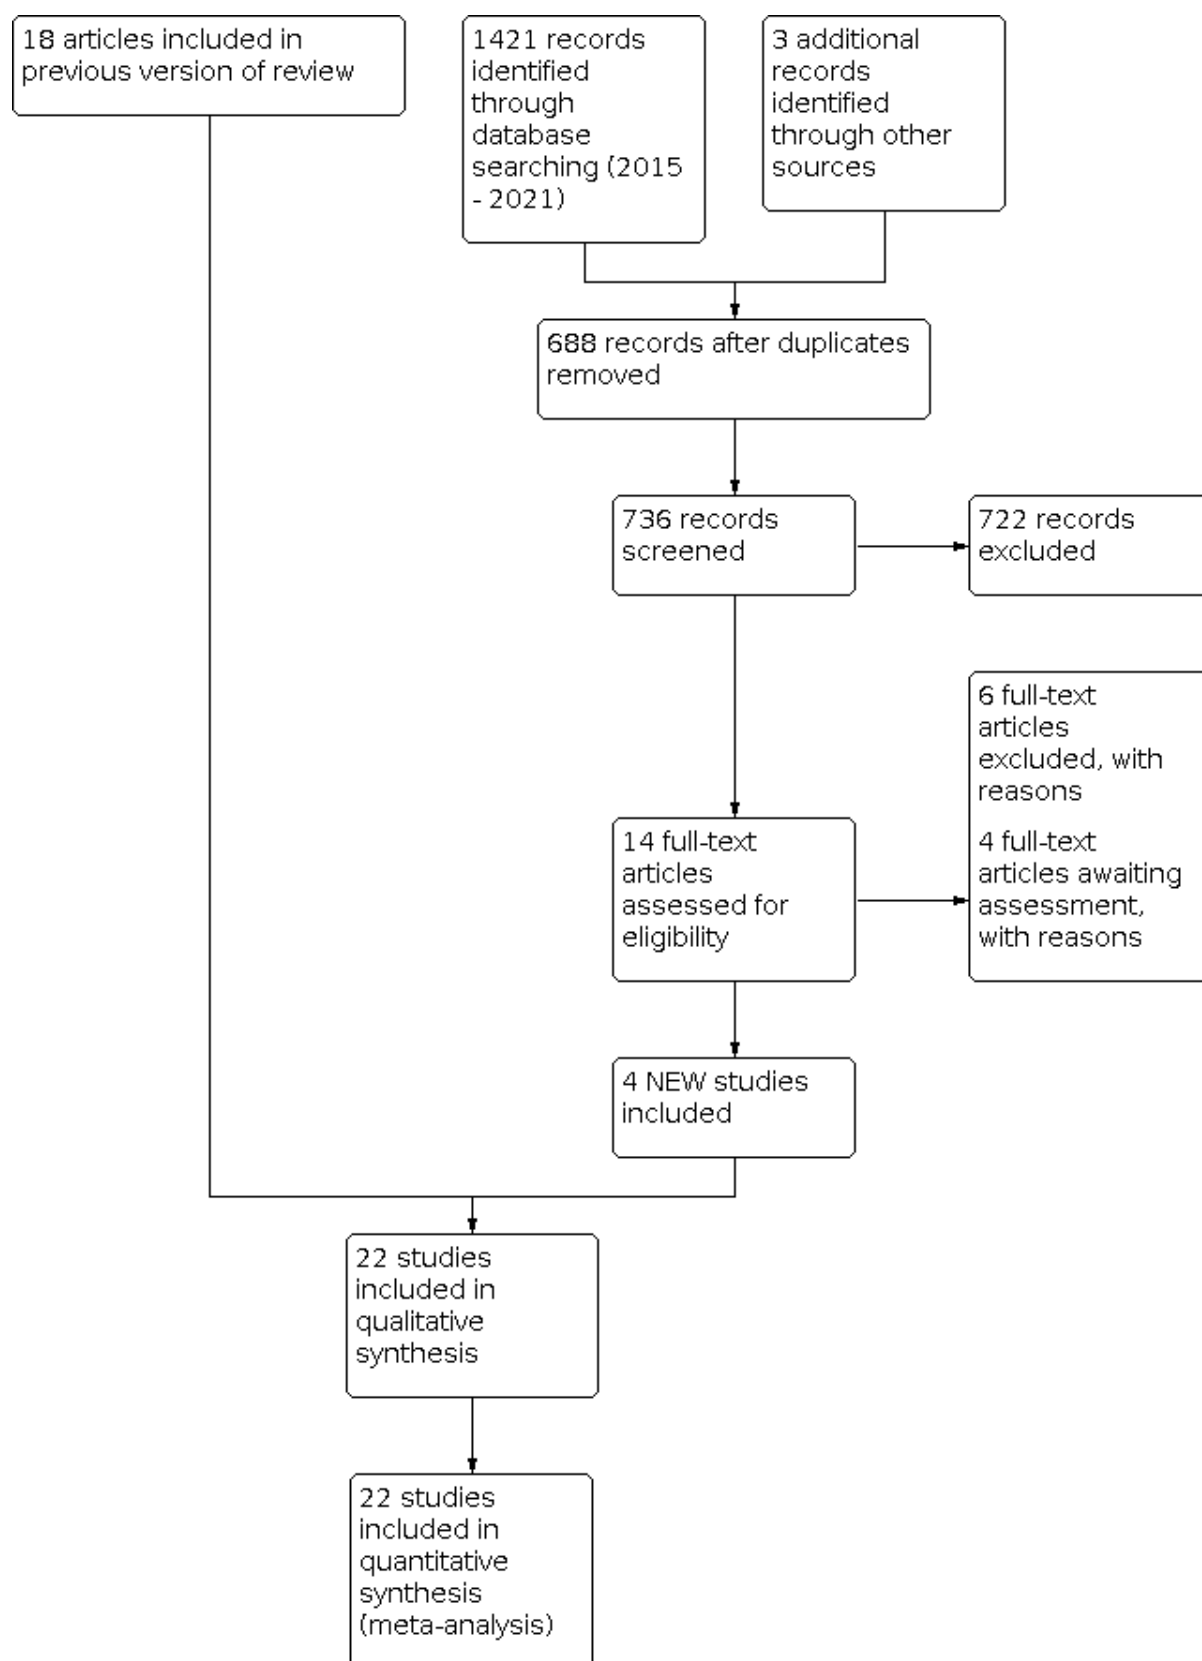 18 articles included in
previous version of review
1421 records
identified
through
database
searching (2015
- 2021)
3 additional
records
identified
through other
sources
688 records after duplicates
removed
736 records
screened
722 records
excluded
6 full-text
articles
excluded, with
reasons
4 full-text
articles awaiting
assessment,
with reasons
14 full-text
articles
assessed for
eligibility
4 NEW studies
included
22 studies
included in
qualitative
synthesis
22 studies
included in
quantitative
synthesis
(meta-analysis)